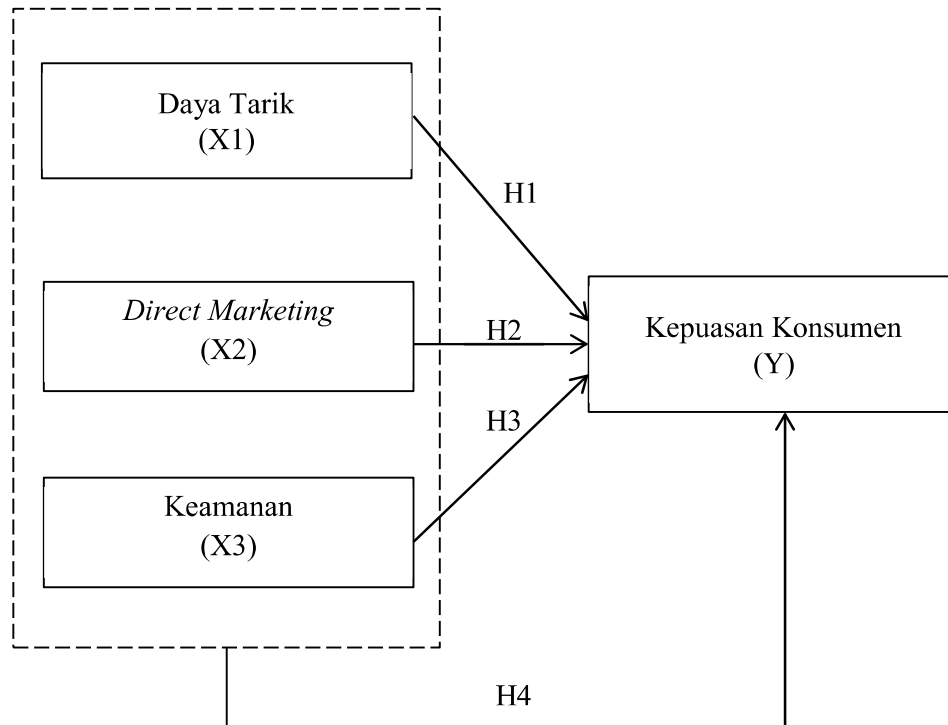 Daya Tarik
(X1)
H1
Direct Marketing
(X2)
H2
Kepuasan Konsumen
(Y)
H3
Keamanan
(X3)
H4